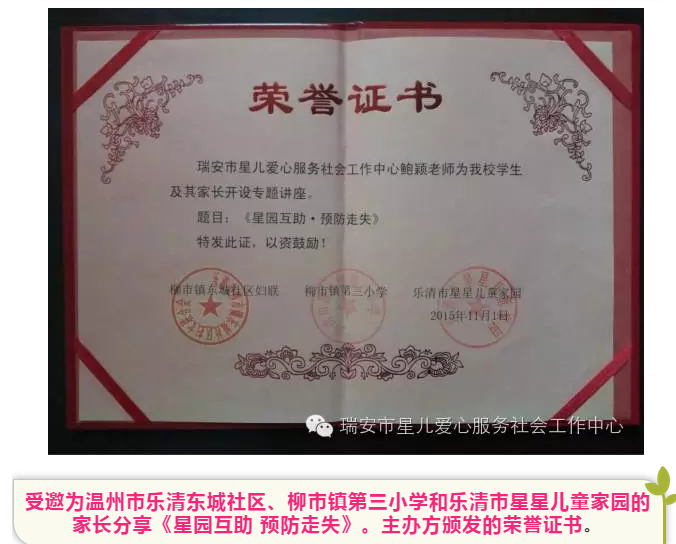 荣誉证书
瑞安市星儿爱心服务社会工作中心鲍颖老师为我校学生
及其家长开设专题讲座。
题目：《星园互助·预防走失》
特发此证，以资鼓励！
柳市镇东城社区妇联 柳市镇第三小学 乐清市星星儿童家园
2015年11月1日
瑞安市星儿爱心服务社会工作中心
受邀为温州市乐清东城社区、柳市镇第三小学和乐清市星星儿童家园的
家长分享《星园互助 预防走失》。主办方颁发的荣誉证书。